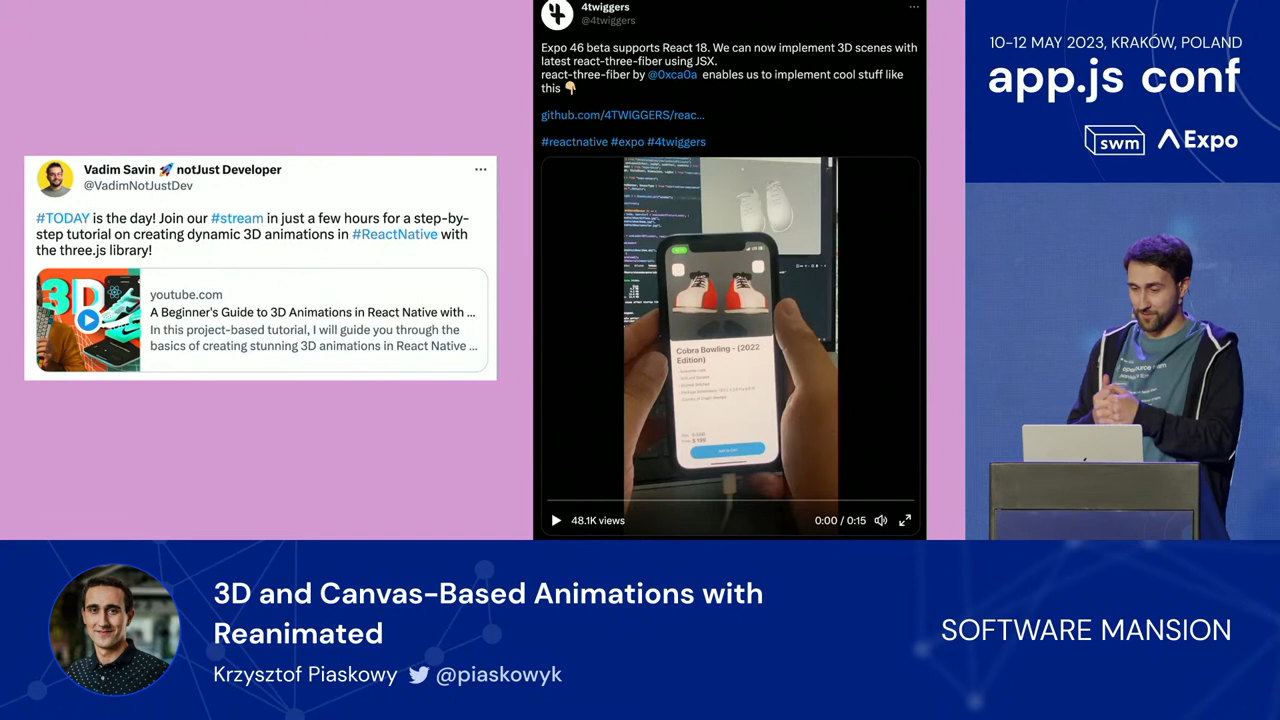 Vadim Savin 🚀 notJust Developer
@VadimNotJustDev
#TODAY is the day! Join our #stream in just a few hours for a step-by-
step tutorial on creating dynamic 3D animations in #ReactNative with
the three.js library!
3D
youtube.com
A Beginner's Guide to 3D Animations in React Native with ...
In this project-based tutorial, I will guide you through the
basics of creating stunning 3D animations in React Native ...
4twiggers
@4twiggers
Expo 46 beta supports React 18. We can now implement 3D scenes with
latest react-three-fiber using JSX.
react-three-fiber by @0xca0a enables us to implement cool stuff like
this 👇🏼
github.com/4TWIGGERS/reac...
#reactnative #expo #4twiggers
Cobra Bowling - (2022
Edition)
48.1K views
0:00 / 0:15
10-12 MAY 2023, KRAKÓW, POLAND
app.js conf
swm
Expo
3D and Canvas-Based Animations with
Reanimated
Krzysztof Piaskowy @piaskowyk
SOFTWARE MANSION